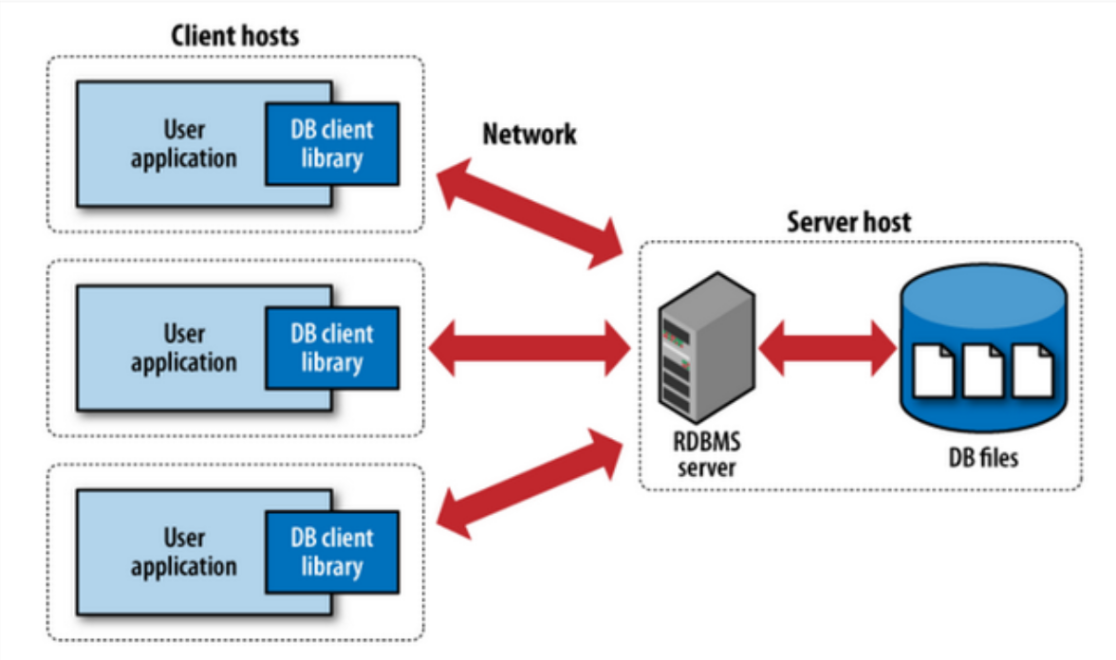 Client hosts
User
application
DB client
library
Network
User
application
DB client
library
Server host
RDBMS
server
DB files
User
application
DB client
library